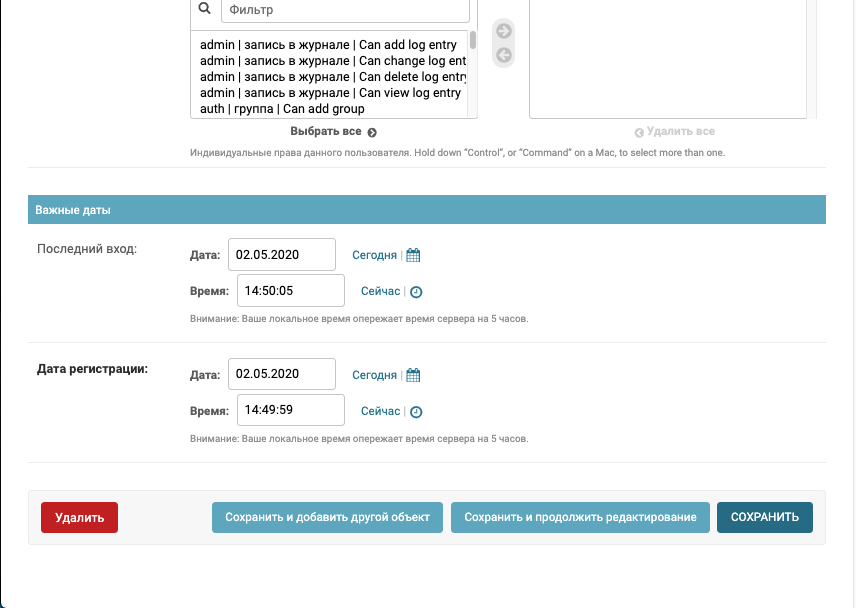 Фильтр
admin | запись в журнале | Can add log entry
admin | запись в журнале | Can change log ent
admin | запись в журнале | Can delete log entry
admin | запись в журнале | Can view log entry
auth | группа | Can add group
Выбрать все
Удалить все
Индивидуальные права данного пользователя. Hold down “Control”, or “Command” on a Mac, to select more than one.
Важные даты
Последний вход:
Дата: 02.05.2020 Сегодня |
Время: 14:50:05 Сейчас |
Внимание: Ваше локальное время опережает время сервера на 5 часов.
Дата регистрации:
Дата: 02.05.2020 Сегодня |
Время: 14:49:59 Сейчас |
Внимание: Ваше локальное время опережает время сервера на 5 часов.
Удалить Сохранить и добавить другой объект Сохранить и продолжить редактирование СОХРАНИТЬ